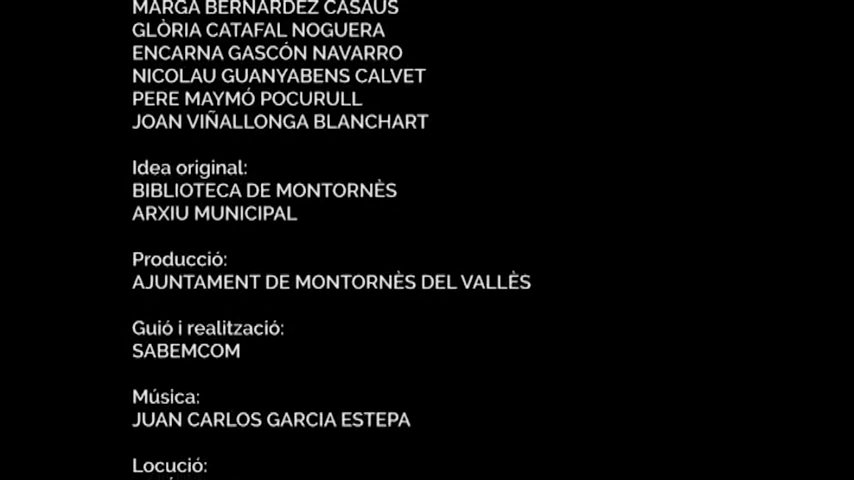 MARGA BERNÁRDEZ CASAUS
GLÒRIA CATAFAL NOGUERA
ENCARNA GASCÓN NAVARRO
NICOLAU GUANYABENS CALVET
PERE MAYMÓ POCURULL
JOAN VIÑALLONGA BLANCHART
Idea original:
BIBLIOTECA DE MONTORNÈS
ARXIU MUNICIPAL
Producció:
AJUNTAMENT DE MONTORNÈS DEL VALLÈS
Guió i realització:
SABEMCOM
Música:
JUAN CARLOS GARCIA ESTEPA
Locució: